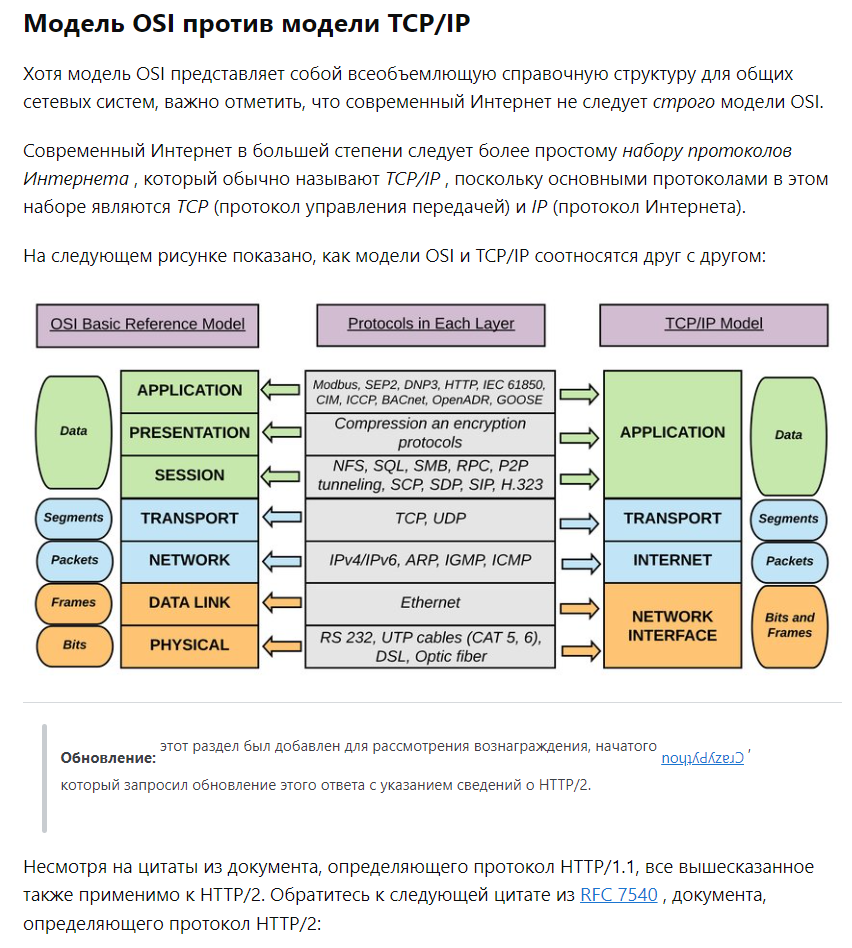 Модель OSI против модели TCP/IP
Хотя модель OSI представляет собой всеобъемлющую справочную структуру для общих
сетевых систем, важно отметить, что современный Интернет не следует строго модели OSI.
Современный Интернет в большей степени следует более простому набору протоколов
Интернета , который обычно называют TCP/IP , поскольку основными протоколами в этом
наборе являются TCP (протокол управления передачей) и IP (протокол Интернета).
На следующем рисунке показано, как модели OSI и TCP/IP соотносятся друг с другом:
OSI Basic Reference Model
Protocols in Each Layer
TCP/IP Model
Data
APPLICATION
Modbus, SEP2, DNP3, HTTP, IEC 61850,
CIM, ICCP, BACnet, OpenADR, GOOSE
APPLICATION
Data
PRESENTATION
Compression an encryption
protocols
SESSION
NFS, SQL, SMB, RPC, P2P
tunneling, SCP, SDP, SIP, H.323
Segments
TRANSPORT
TCP, UDP
TRANSPORT
Segments
Packets
NETWORK
IPv4/IPv6, ARP, IGMP, ICMP
INTERNET
Packets
Frames
DATA LINK
Ethernet
NETWORK
INTERFACE
Bits and
Frames
Bits
PHYSICAL
RS 232, UTP cables (CAT 5, 6),
DSL, Optic fiber
Обновление: этот раздел был добавлен для рассмотрения вознаграждения, начатого CrazyPython ,
который запросил обновление этого ответа с указанием сведений о HTTP/2.
Несмотря на цитаты из документа, определяющего протокол HTTP/1.1, все вышесказанное
также применимо к HTTP/2. Обратитесь к следующей цитате из RFC 7540 , документа,
определяющего протокол HTTP/2: